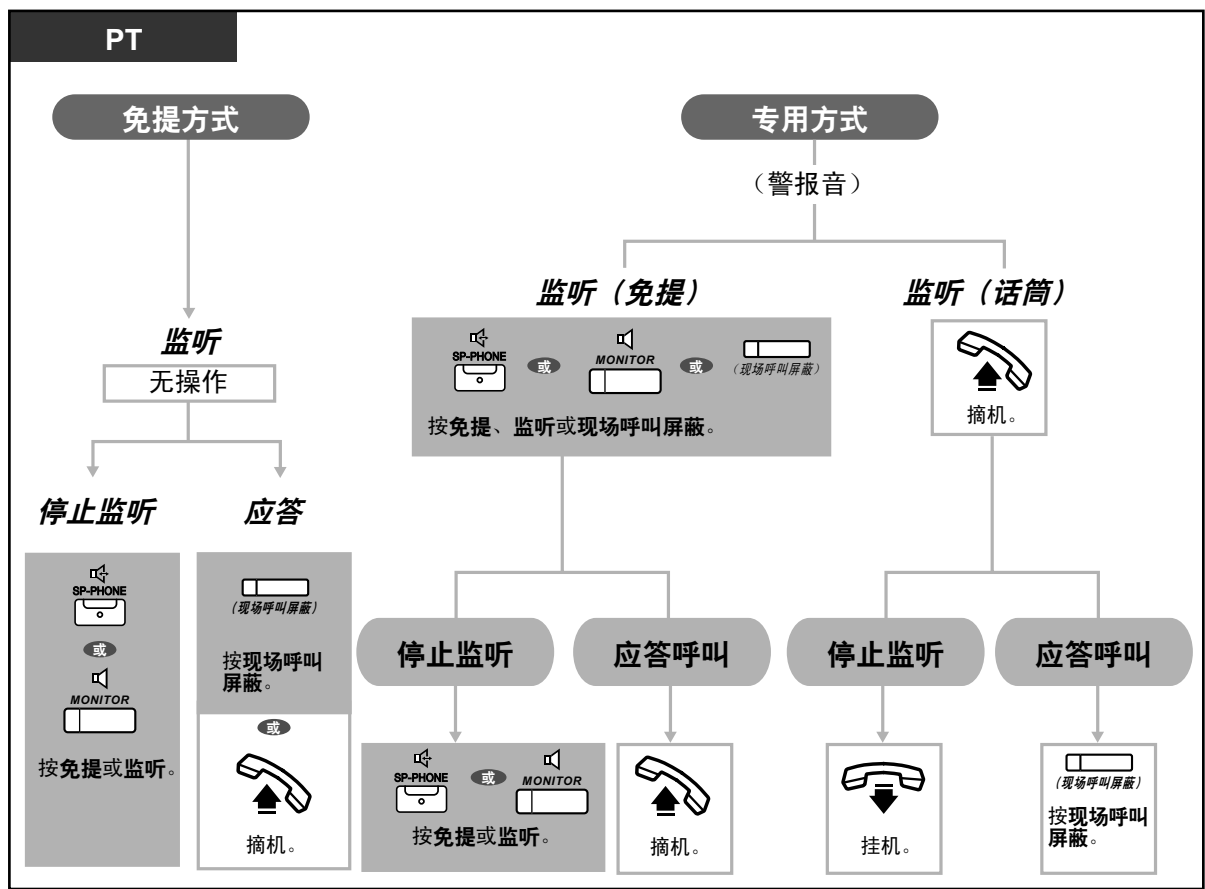 PT
免提方式
监听
无操作
停止监听
SP-PHONE
或
MONITOR
按免提或监听。
应答
(现场呼叫屏蔽)
按现场呼叫
屏蔽。
或
摘机。
专用方式
（警报音）
监听（免提）
SP-PHONE 或 MONITOR 或 (现场呼叫屏蔽)
按免提、监听或现场呼叫屏蔽。
停止监听
SP-PHONE 或 MONITOR
按免提或监听。
应答呼叫
摘机。
监听（话筒）
摘机。
停止监听
挂机。
应答呼叫
(现场呼叫屏蔽)
按现场呼叫
屏蔽。